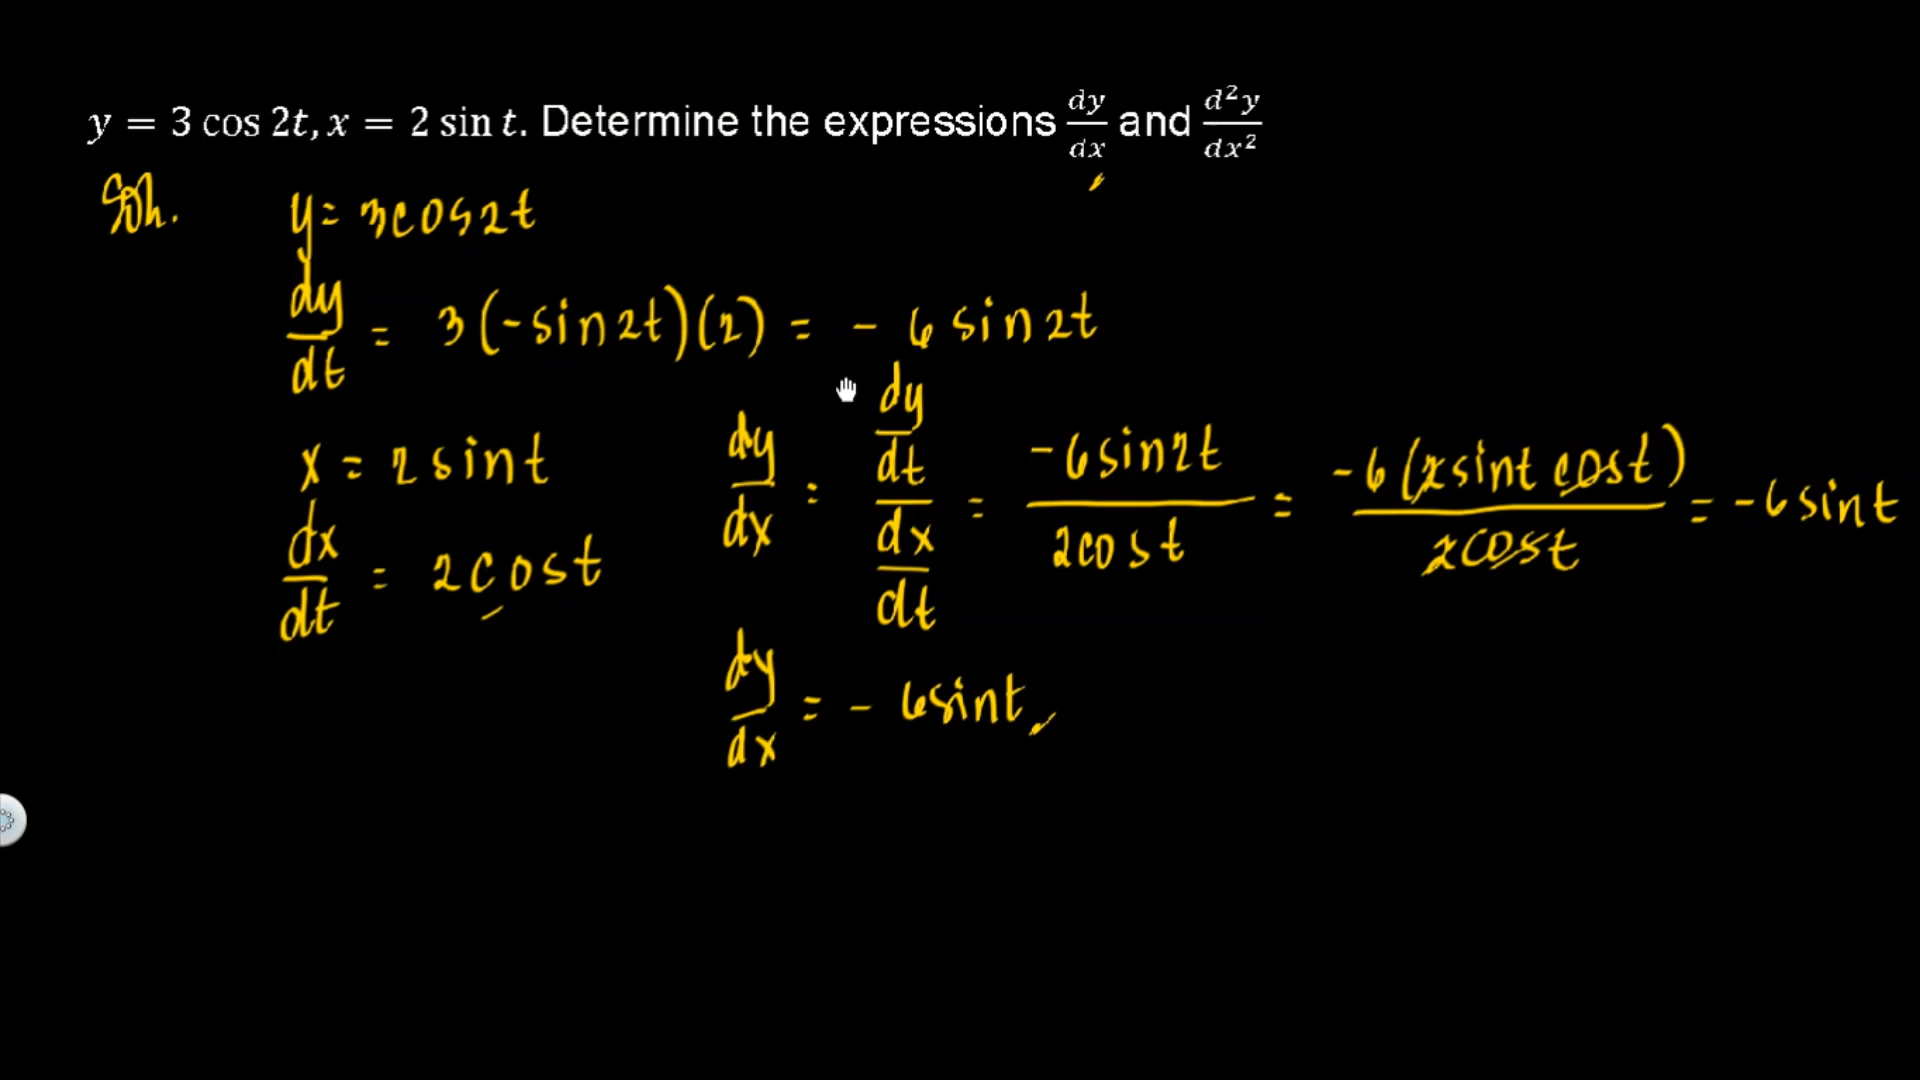 y = 3 cos 2t, x = 2 sin t. Determine the expressions dy/dx and d²y/dx²
Soln.
y = 3cos2t
dy/dt = 3(-sin2t)(2) = - 6 sin2t
x = 2sint
dx/dt = 2cost
dy/dx = (dy/dt)/(dx/dt) = -6sin2t/2cost = -6(2sint cost)/2cost = -6sint
dy/dx = - 6sint